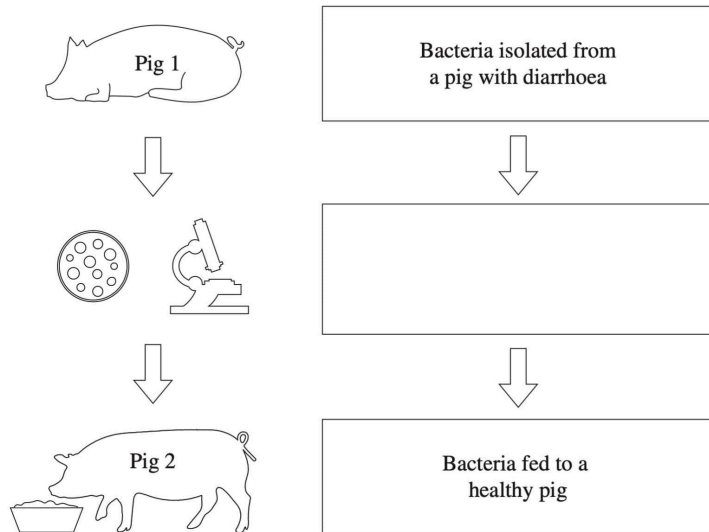 Pig 1
Bacteria isolated from
a pig with diarrhoea
Pig 2
Bacteria fed to a
healthy pig